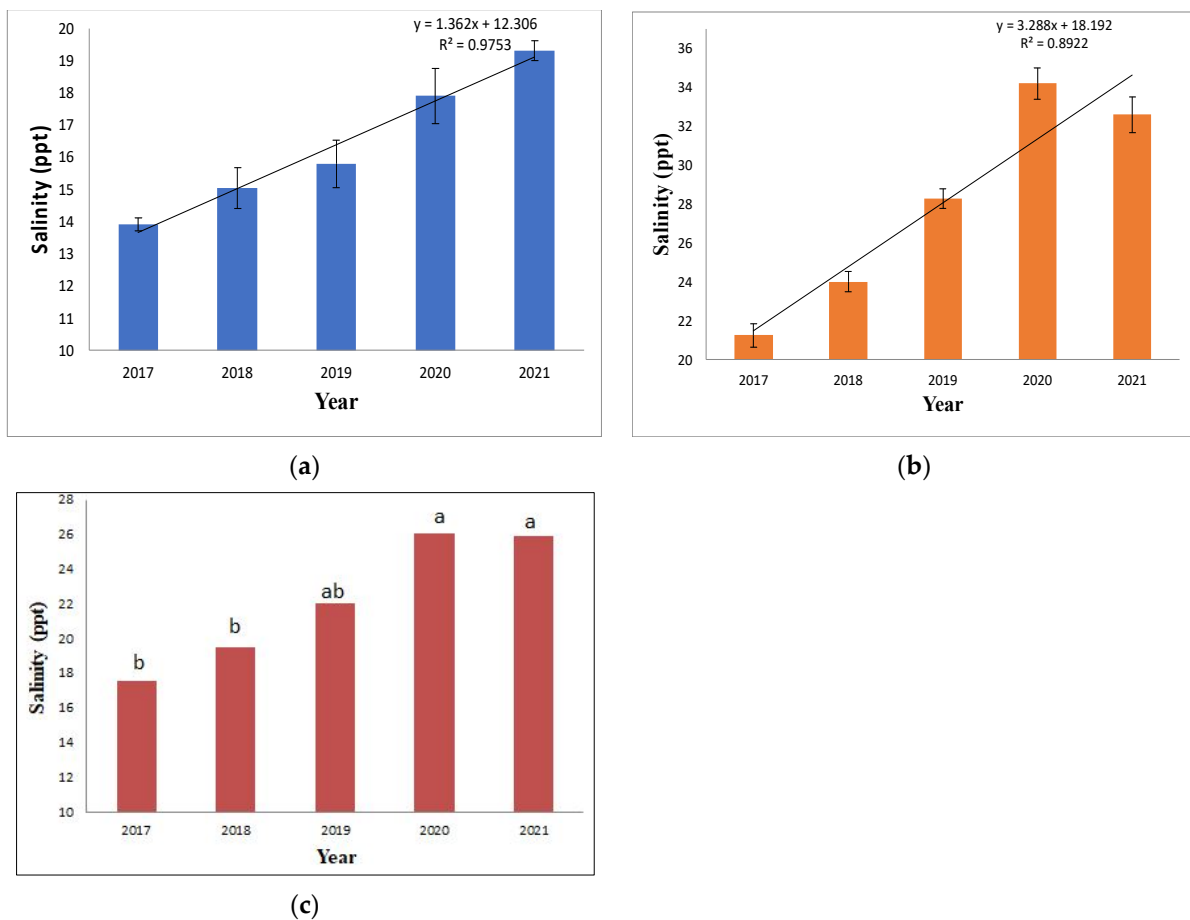 y = 1.362x + 12.306
R² = 0.9753
20
19
18
17
16
15
14
13
12
11
10
Salinity (ppt)
2017 2018 2019 2020 2021
Year
(a)
y = 3.288x + 18.192
R² = 0.8922
36
34
32
30
28
26
24
22
20
Salinity (ppt)
2017 2018 2019 2020 2021
Year
(b)
28
26
24
22
20
18
16
14
12
10
Salinity (ppt)
b b ab a a
2017 2018 2019 2020 2021
Year
(c)